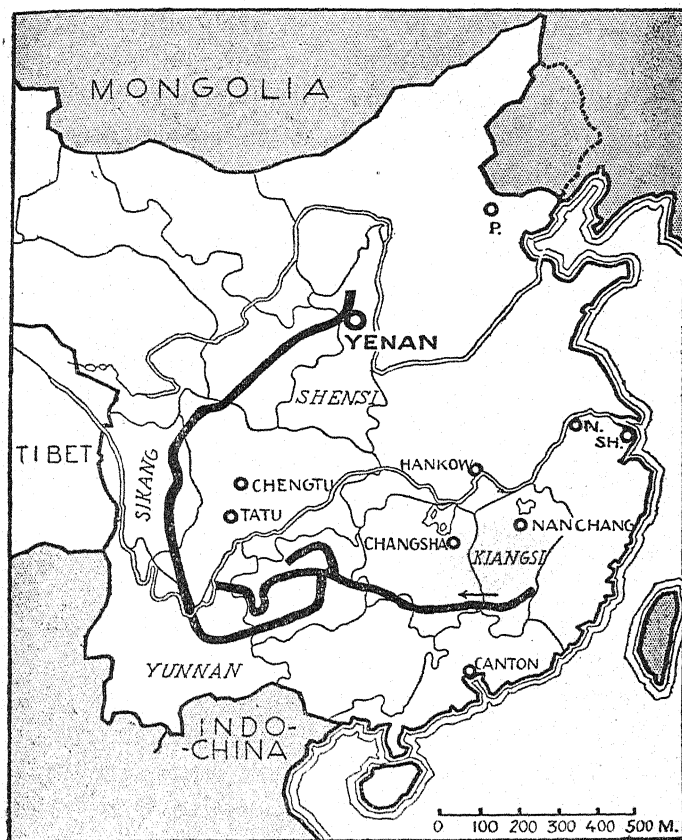 MONGOLIA
P.
YENAN
SHENSI
TIBET
SIKANG
N.
SH.
HANKOW
CHENGTU
TATU
NANCHANG
CHANGSHA
KIANGSI
YUNNAN
CANTON
INDO-
-CHINA
0 100 200 300 400 500 M.